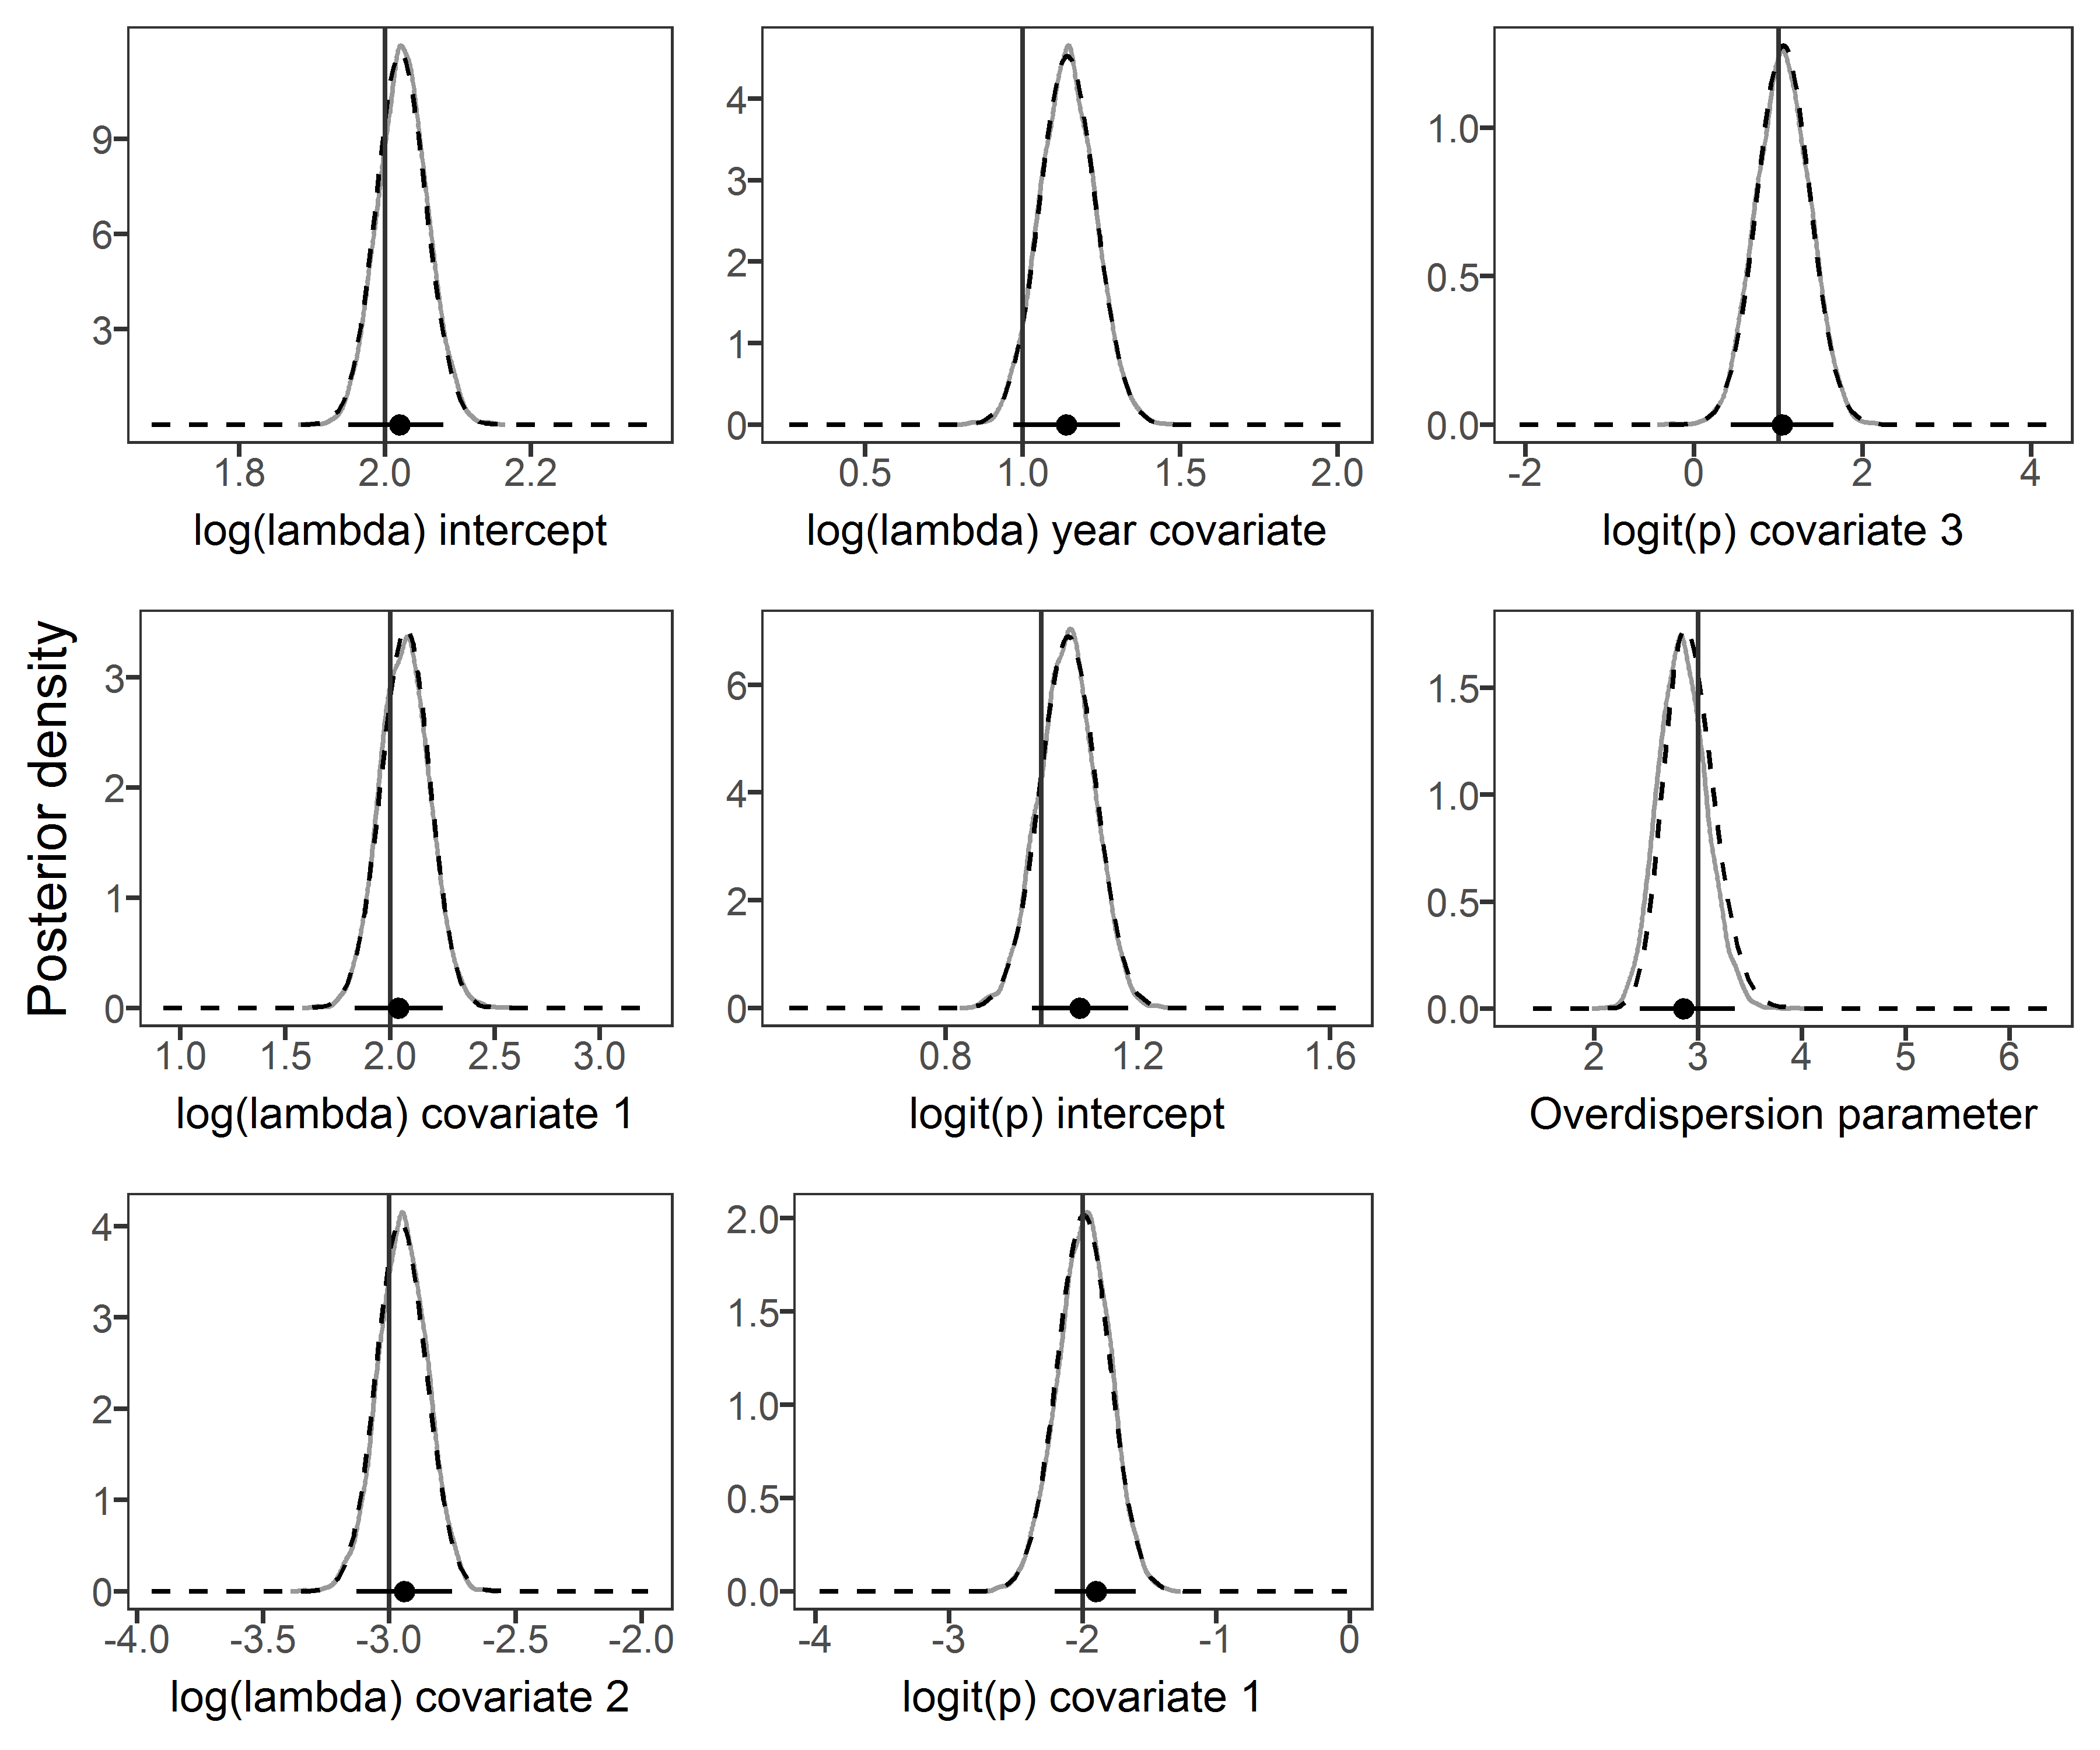 Posterior density
9
6
3
1.8 2.0 2.2
log(lambda) intercept
4
3
2
1
0
0.5 1.0 1.5 2.0
log(lambda) year covariate
1.0
0.5
0.0
-2 0 2 4
logit(p) covariate 3
3
2
1
0
1.0 1.5 2.0 2.5 3.0
log(lambda) covariate 1
6
4
2
0
0.8 1.2 1.6
logit(p) intercept
1.5
1.0
0.5
0.0
2 3 4 5 6
Overdispersion parameter
4
3
2
1
0
-4.0 -3.5 -3.0 -2.5 -2.0
log(lambda) covariate 2
2.0
1.5
1.0
0.5
0.0
-4 -3 -2 -1 0
logit(p) covariate 1